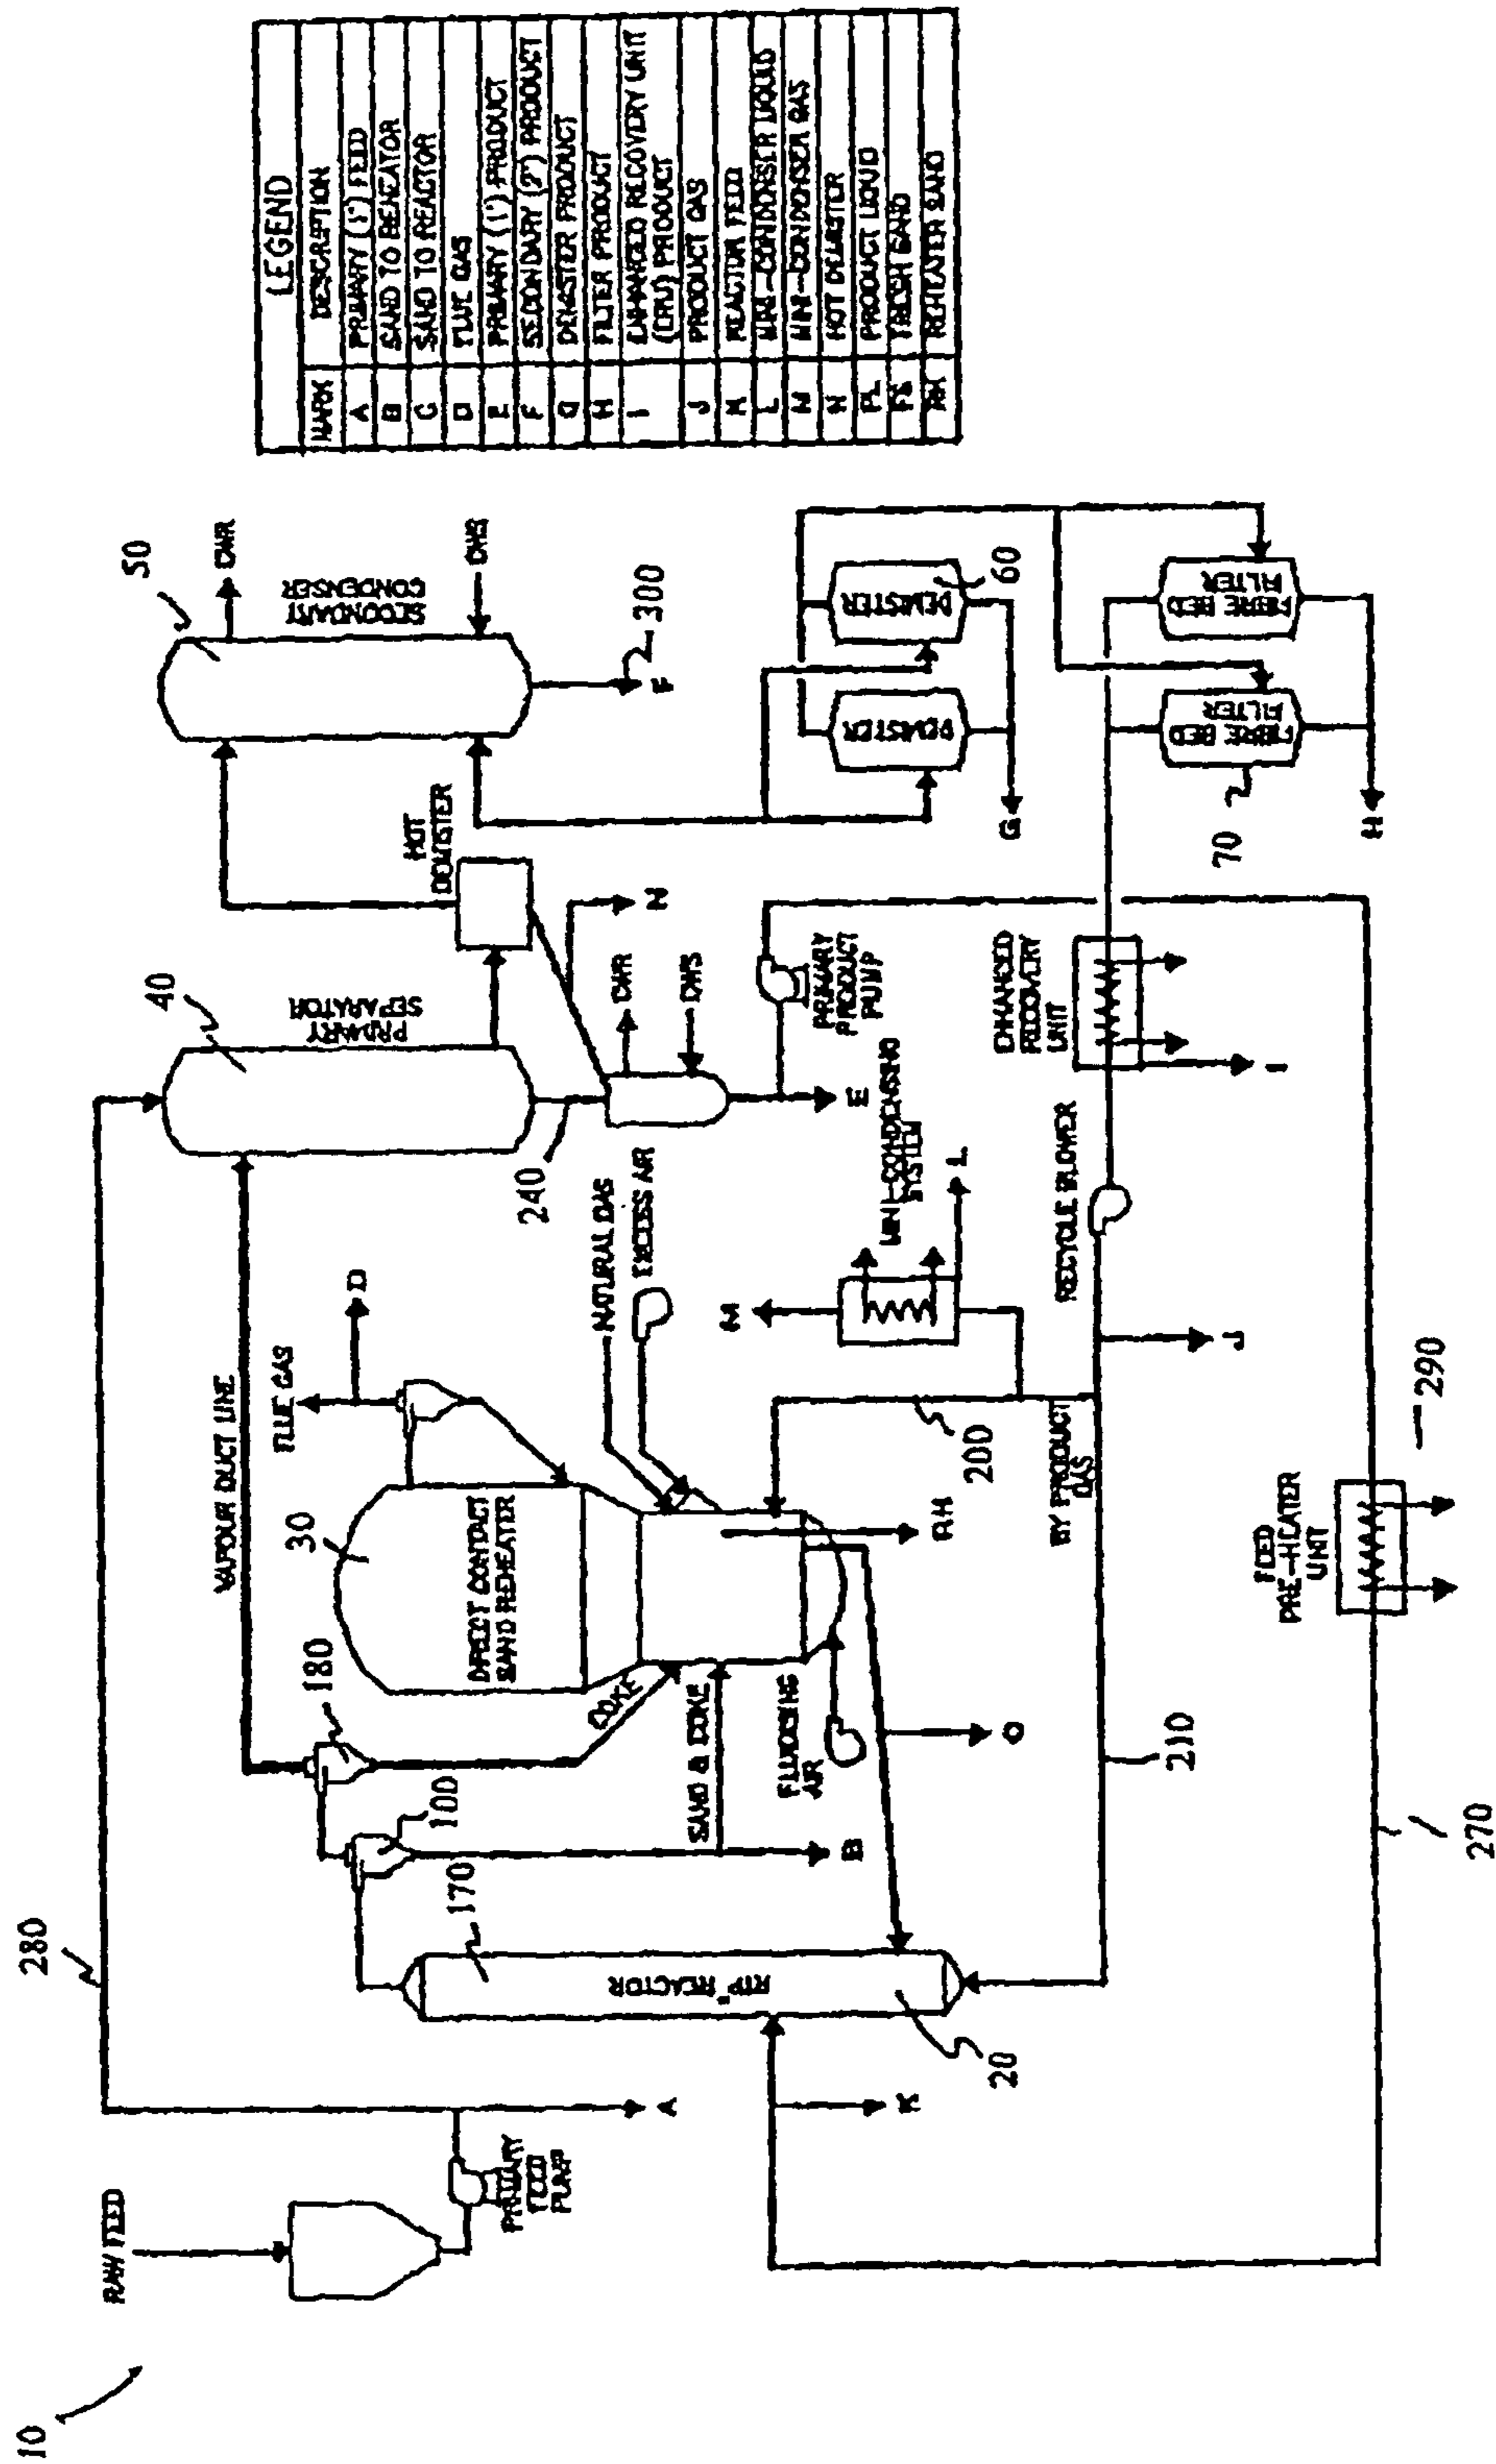 10
RAW FEED
PRIMARY
FEED
PUMP
280
A
K
20
RTP™ REACTOR
170
100
180
B
SAND & COKE
COKE
VAPOUR DUCT LINE
30
DIRECT CONTACT
SAND REHEATER
FLUE GAS
D
FLUIDISING
AIR
O
RH
NATURAL GAS
EXCESS AIR
200
BY PRODUCT
GAS
210
270
FEED
PRE-HEATER
UNIT
290
J
RECYCLE BLOWER
M
MINI-CONDENSING
SYSTEM
L
240
40
PRIMARY
SEPARATOR
CWR
CWS
E
PRIMARY
PRODUCT
PUMP
ENHANCED
RECOVERY
UNIT
I
N
HOT
DEMISTER
50
SECONDARY
CONDENSER
CWR
CWS
F
300
DEMISTER
DEMISTER
60
G
FIBRE BED
FILTER
FIBRE BED
FILTER
70
H
LEGEND
MARK DESCRIPTION
A PRIMARY (1°) FEED
B SAND TO REHEATOR
C SAND TO REACTOR
D FLUE GAS
E PRIMARY (1°) PRODUCT
F SECONDARY (2°) PRODUCT
G DEMISTER PRODUCT
H FILTER PRODUCT
I ENHANCED RECOVERY UNIT
(ERU) PRODUCT
J PRODUCT GAS
K REACTOR FEED
L MINI-CONDENSER LIQUID
M MINI-CONDENSER GAS
N HOT DEMISTER
PL PRODUCT LIQUID
FS FRESH SAND
RH REHEATER SAND